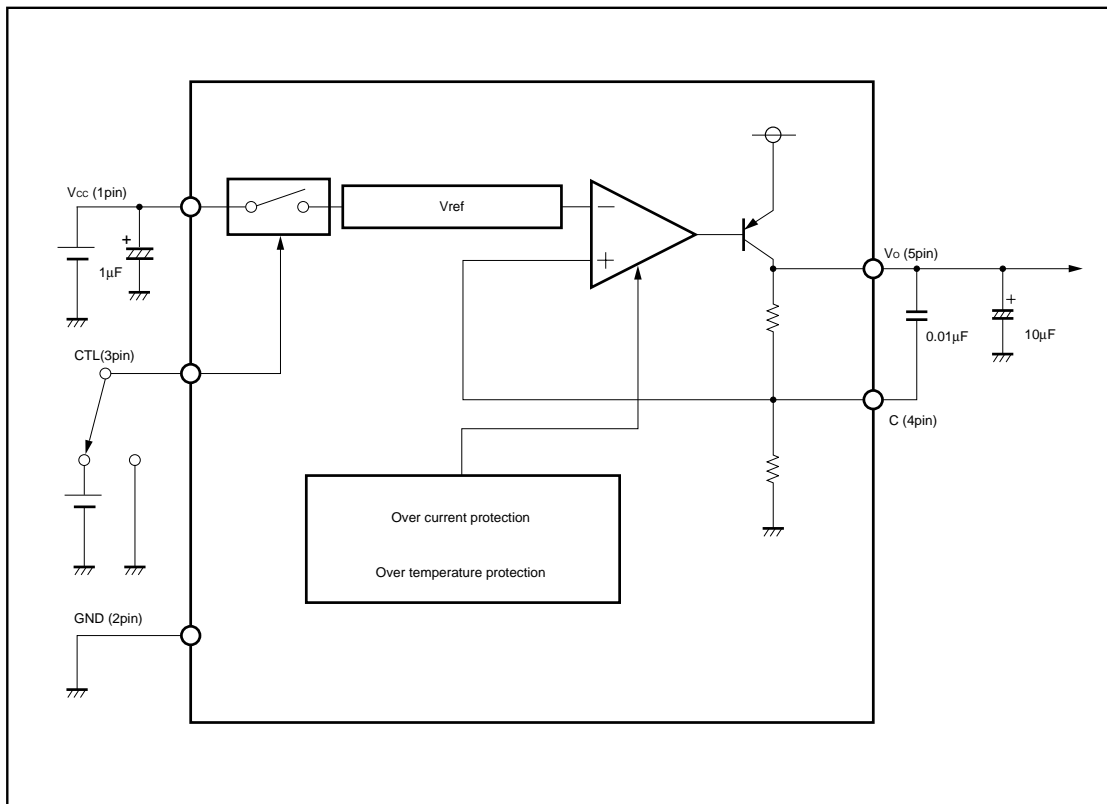 Vcc (1pin)
+
1μF
CTL(3pin)
GND (2pin)
Vref
−
+
Over current protection
Over temperature protection
Vo (5pin)
0.01μF
+
10μF
C (4pin)